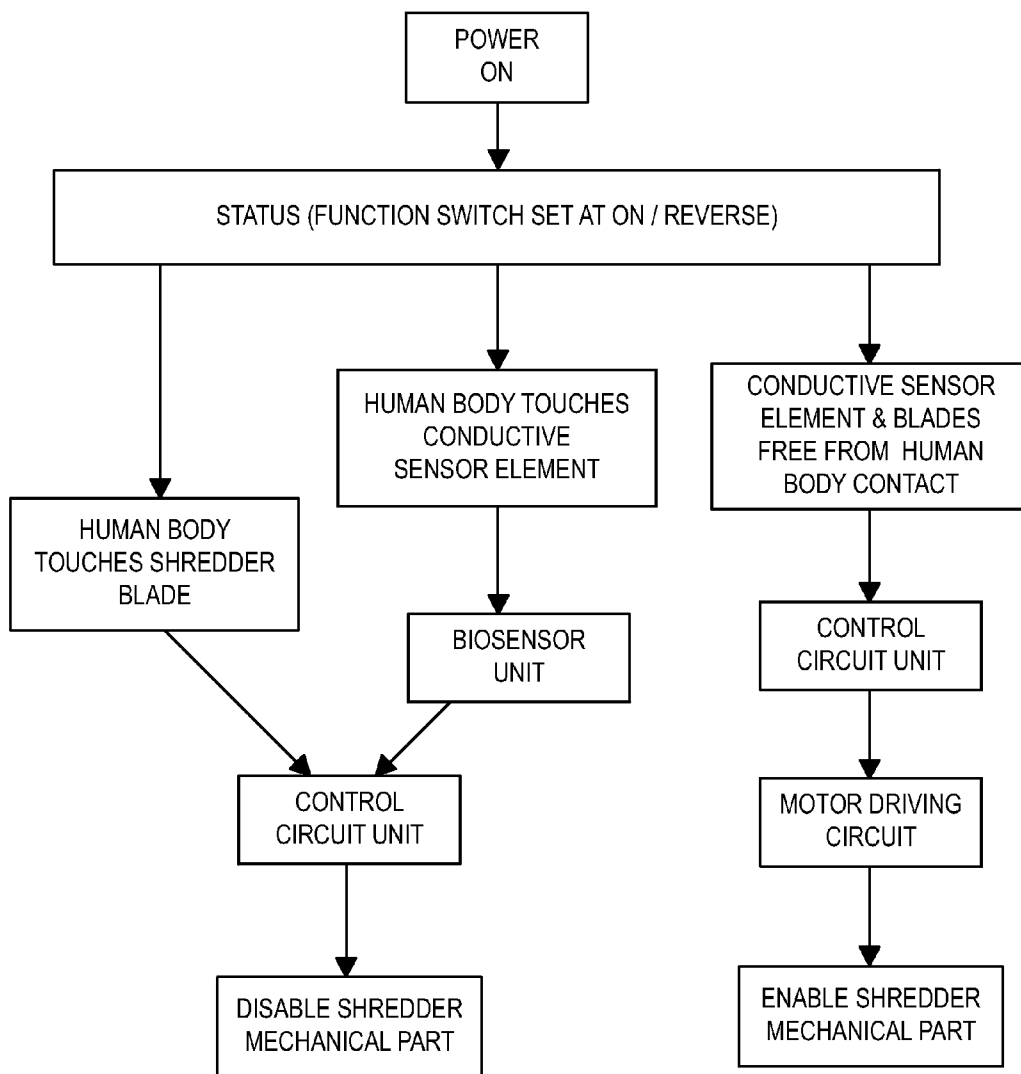 POWER
ON
STATUS (FUNCTION SWITCH SET AT ON / REVERSE)
HUMAN BODY
TOUCHES SHREDDER
BLADE
HUMAN BODY TOUCHES
CONDUCTIVE
SENSOR ELEMENT
CONDUCTIVE SENSOR
ELEMENT & BLADES
FREE FROM HUMAN
BODY CONTACT
BIOSENSOR
UNIT
CONTROL
CIRCUIT UNIT
CONTROL
CIRCUIT UNIT
MOTOR DRIVING
CIRCUIT
DISABLE SHREDDER
MECHANICAL PART
ENABLE SHREDDER
MECHANICAL PART